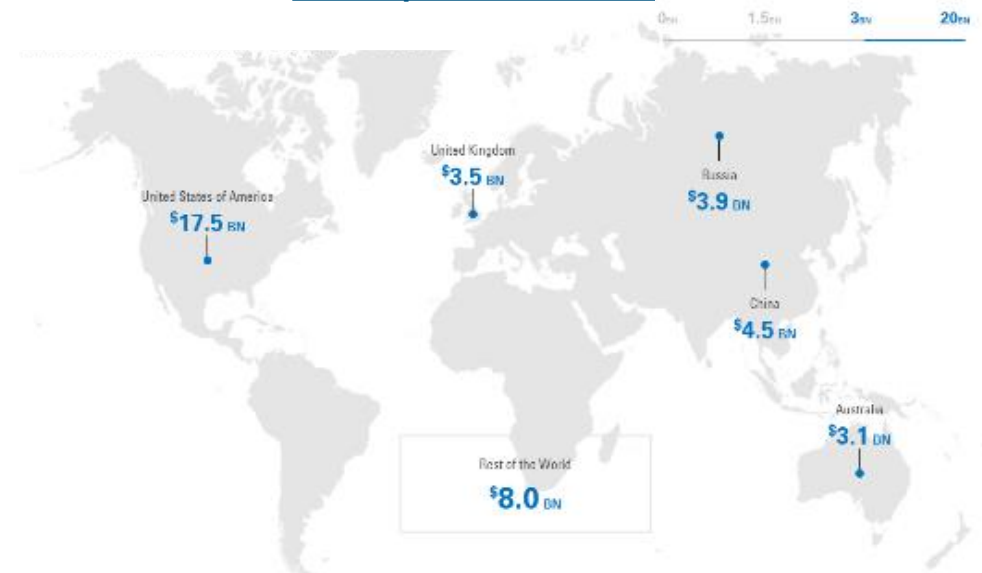 0BN 1.5BN 3BN 20BN
United Kingdom
$3.5 BN
Russia
$3.9 BN
United States of America
$17.5 BN
China
$4.5 BN
Australia
$3.1 BN
Rest of the World
$8.0 BN